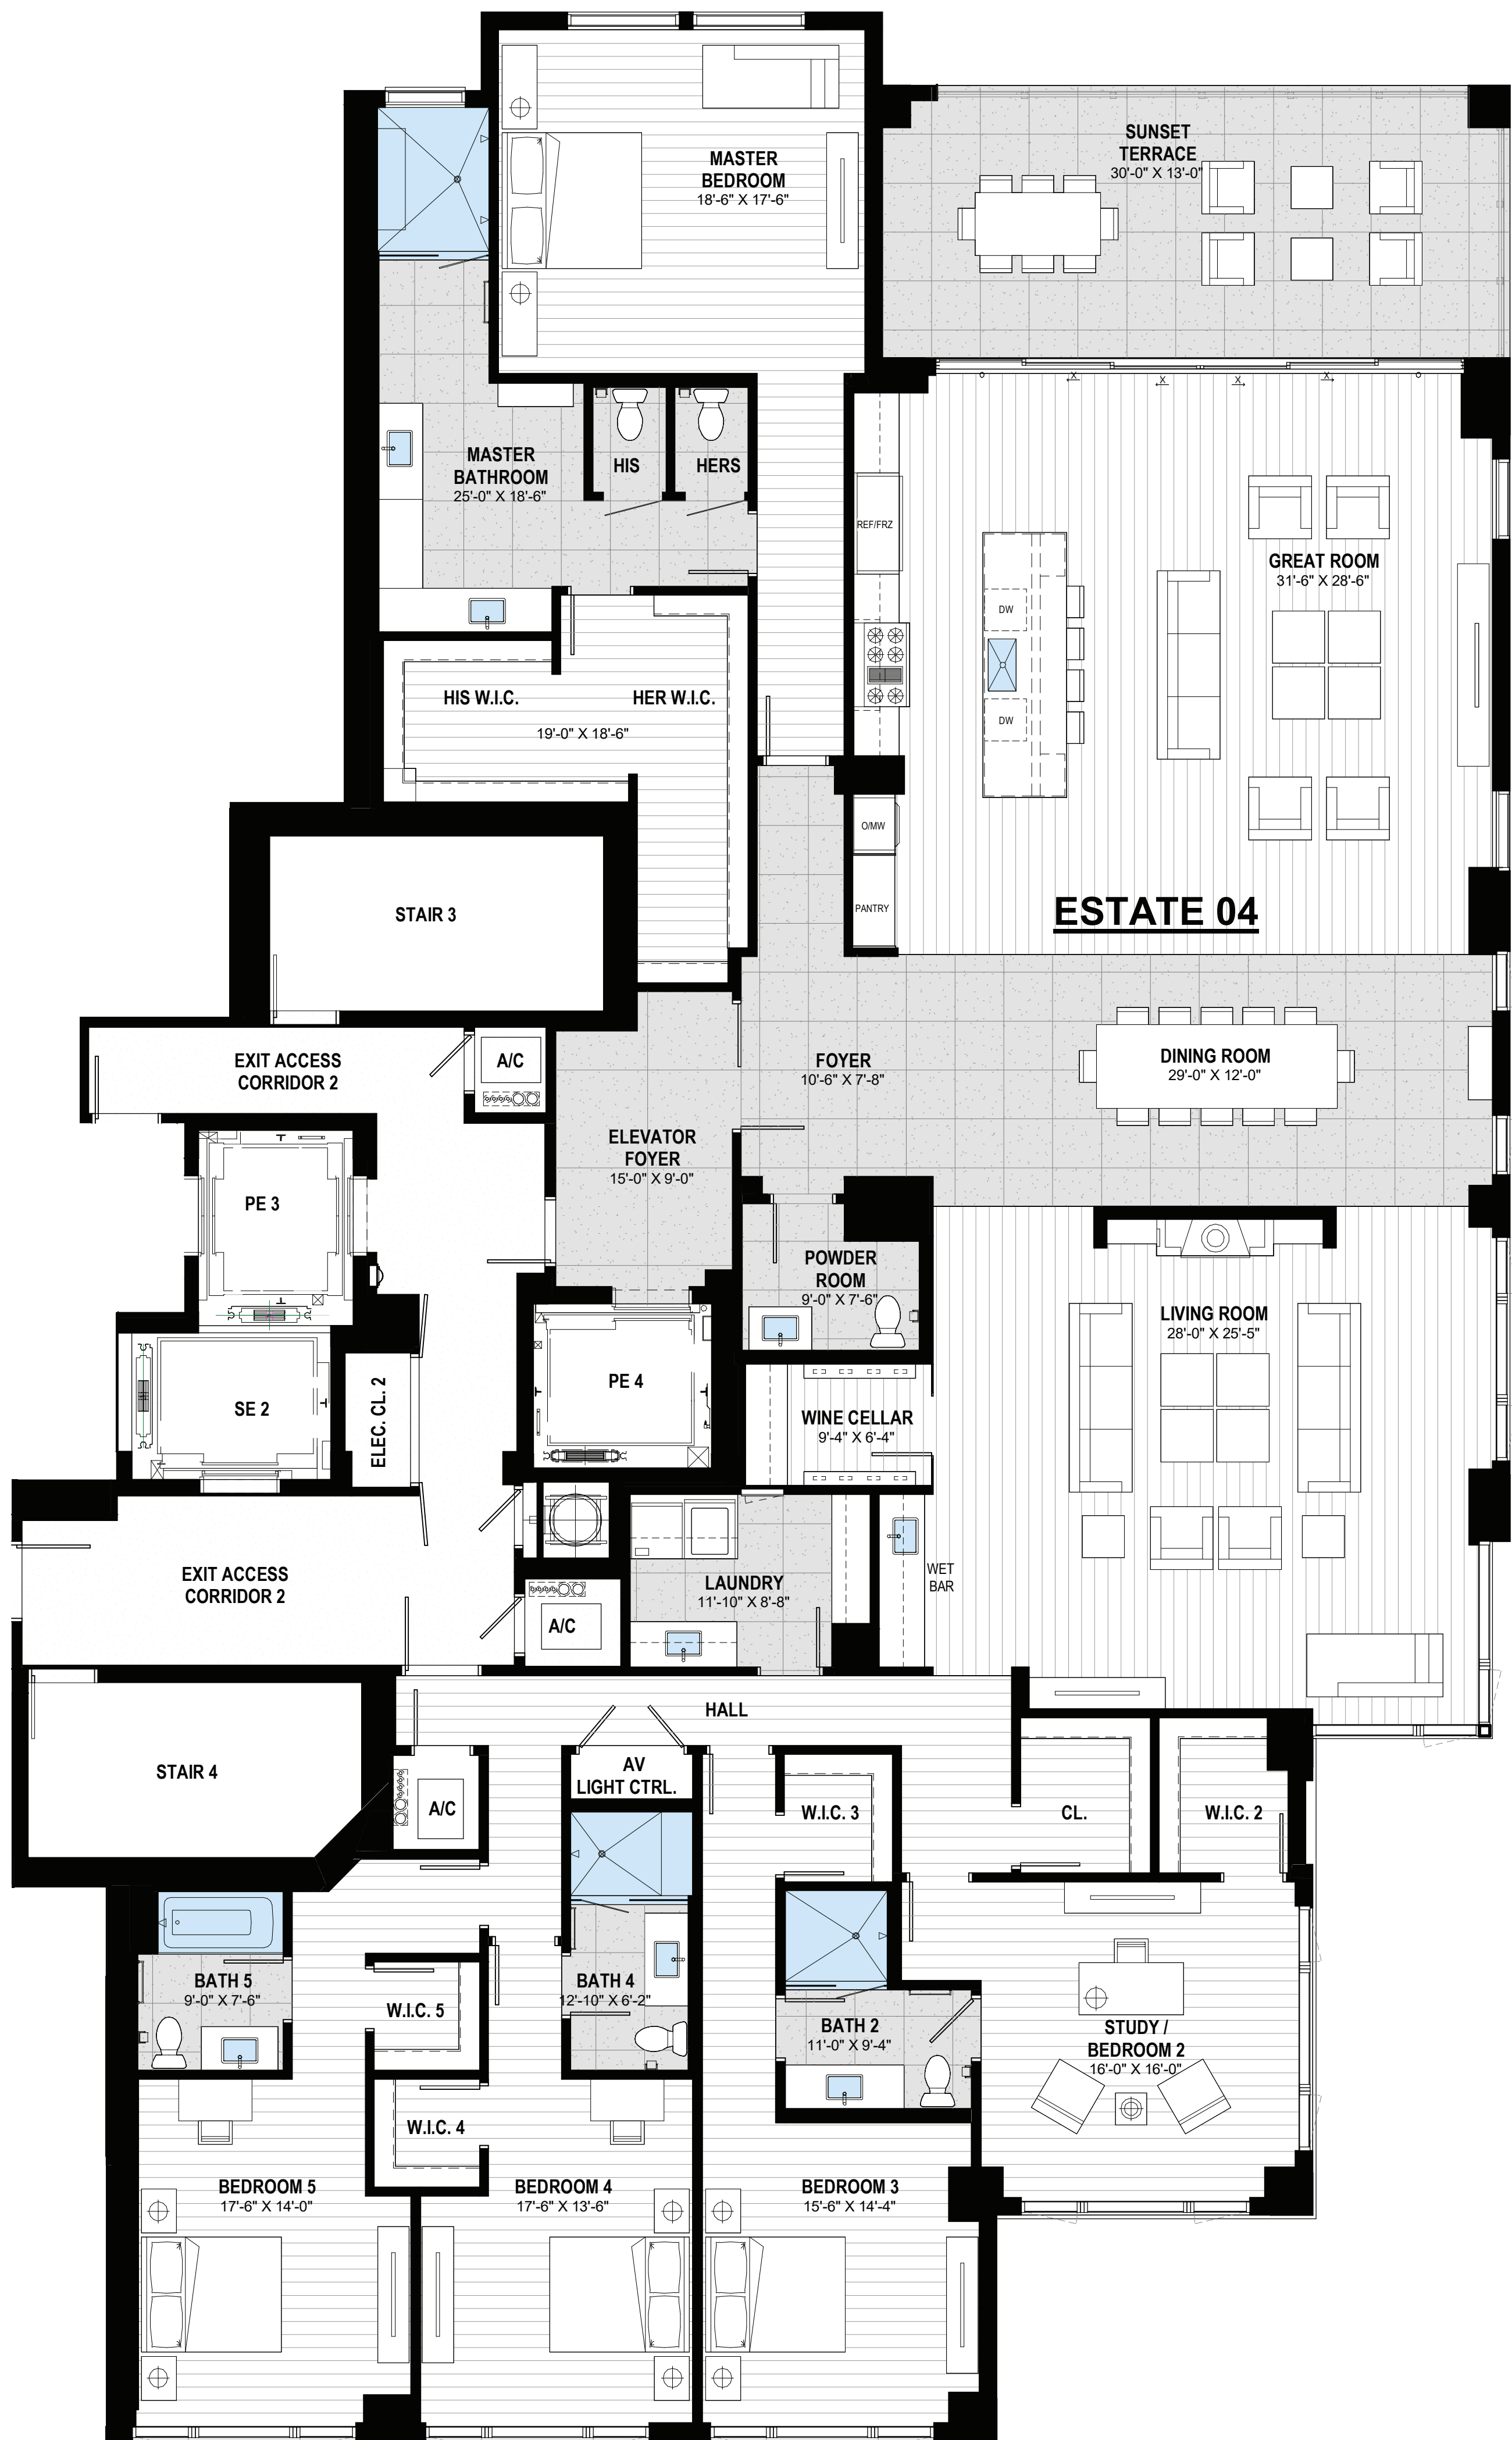 SUNSET
TERRACE
30'-0" X 13'-0"
MASTER
BEDROOM
18'-6" X 17'-6"
MASTER
BATHROOM
25'-0" X 18'-6"
HIS
HERS
REF/FRZ
GREAT ROOM
31'-6" X 28'-6"
DW
DW
HIS W.I.C.
HER W.I.C.
19'-0" X 18'-6"
O/MW
PANTRY
ESTATE 04
STAIR 3
EXIT ACCESS
CORRIDOR 2
A/C
FOYER
10'-6" X 7'-8"
DINING ROOM
29'-0" X 12'-0"
ELEVATOR
FOYER
15'-0" X 9'-0"
PE 3
POWDER
ROOM
9'-0" X 7'-6"
LIVING ROOM
28'-0" X 25'-5"
PE 4
SE 2
ELEC. CL. 2
WINE CELLAR
9'-4" X 6'-4"
EXIT ACCESS
CORRIDOR 2
LAUNDRY
11'-10" X 8'-8"
WET
BAR
A/C
HALL
STAIR 4
AV
LIGHT CTRL.
A/C
W.I.C. 3
CL.
W.I.C. 2
BATH 5
9'-0" X 7'-6"
W.I.C. 5
BATH 4
12'-10" X 6'-2"
BATH 2
11'-0" X 9'-4"
STUDY /
BEDROOM 2
16'-0" X 16'-0"
W.I.C. 4
BEDROOM 5
17'-6" X 14'-0"
BEDROOM 4
17'-6" X 13'-6"
BEDROOM 3
15'-6" X 14'-4"
O
X
X
X
X
O